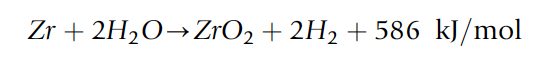 Zr + 2H₂O→ZrO₂ + 2H₂ + 586 kJ/mol